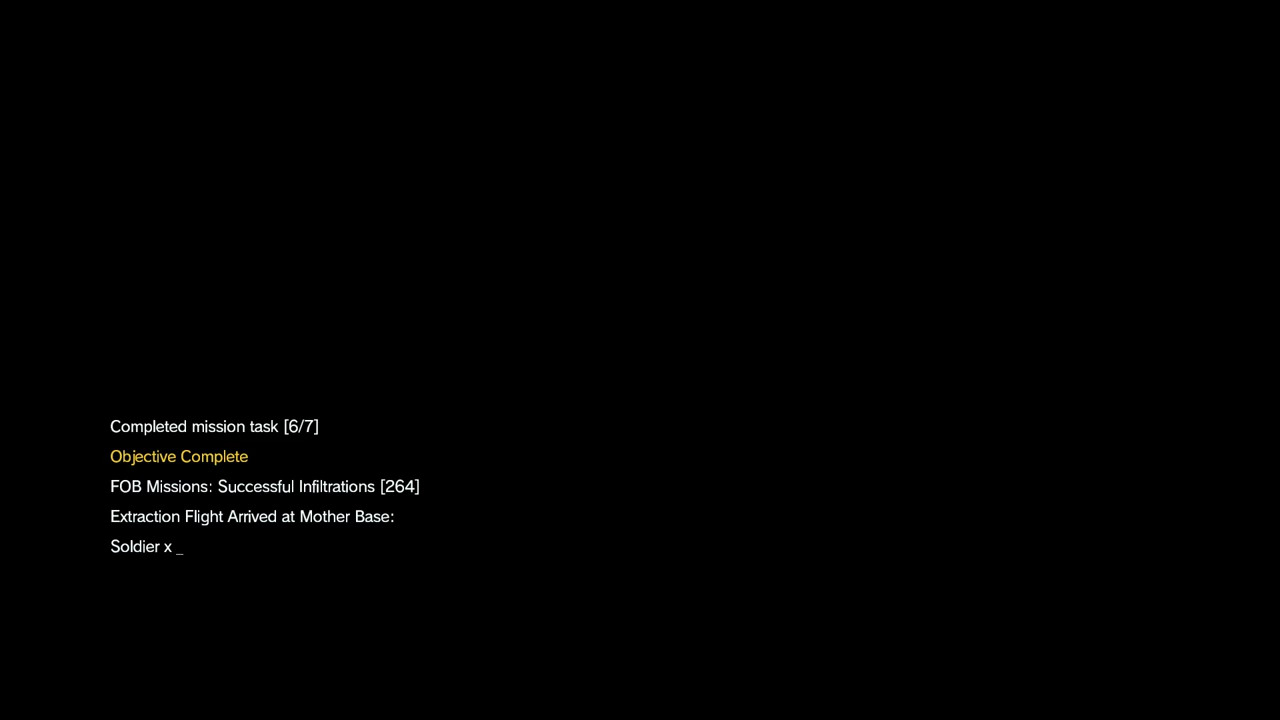 Completed mission task [6/7]
Objective Complete
FOB Missions: Successful Infiltrations [264]
Extraction Flight Arrived at Mother Base:
Soldier x _